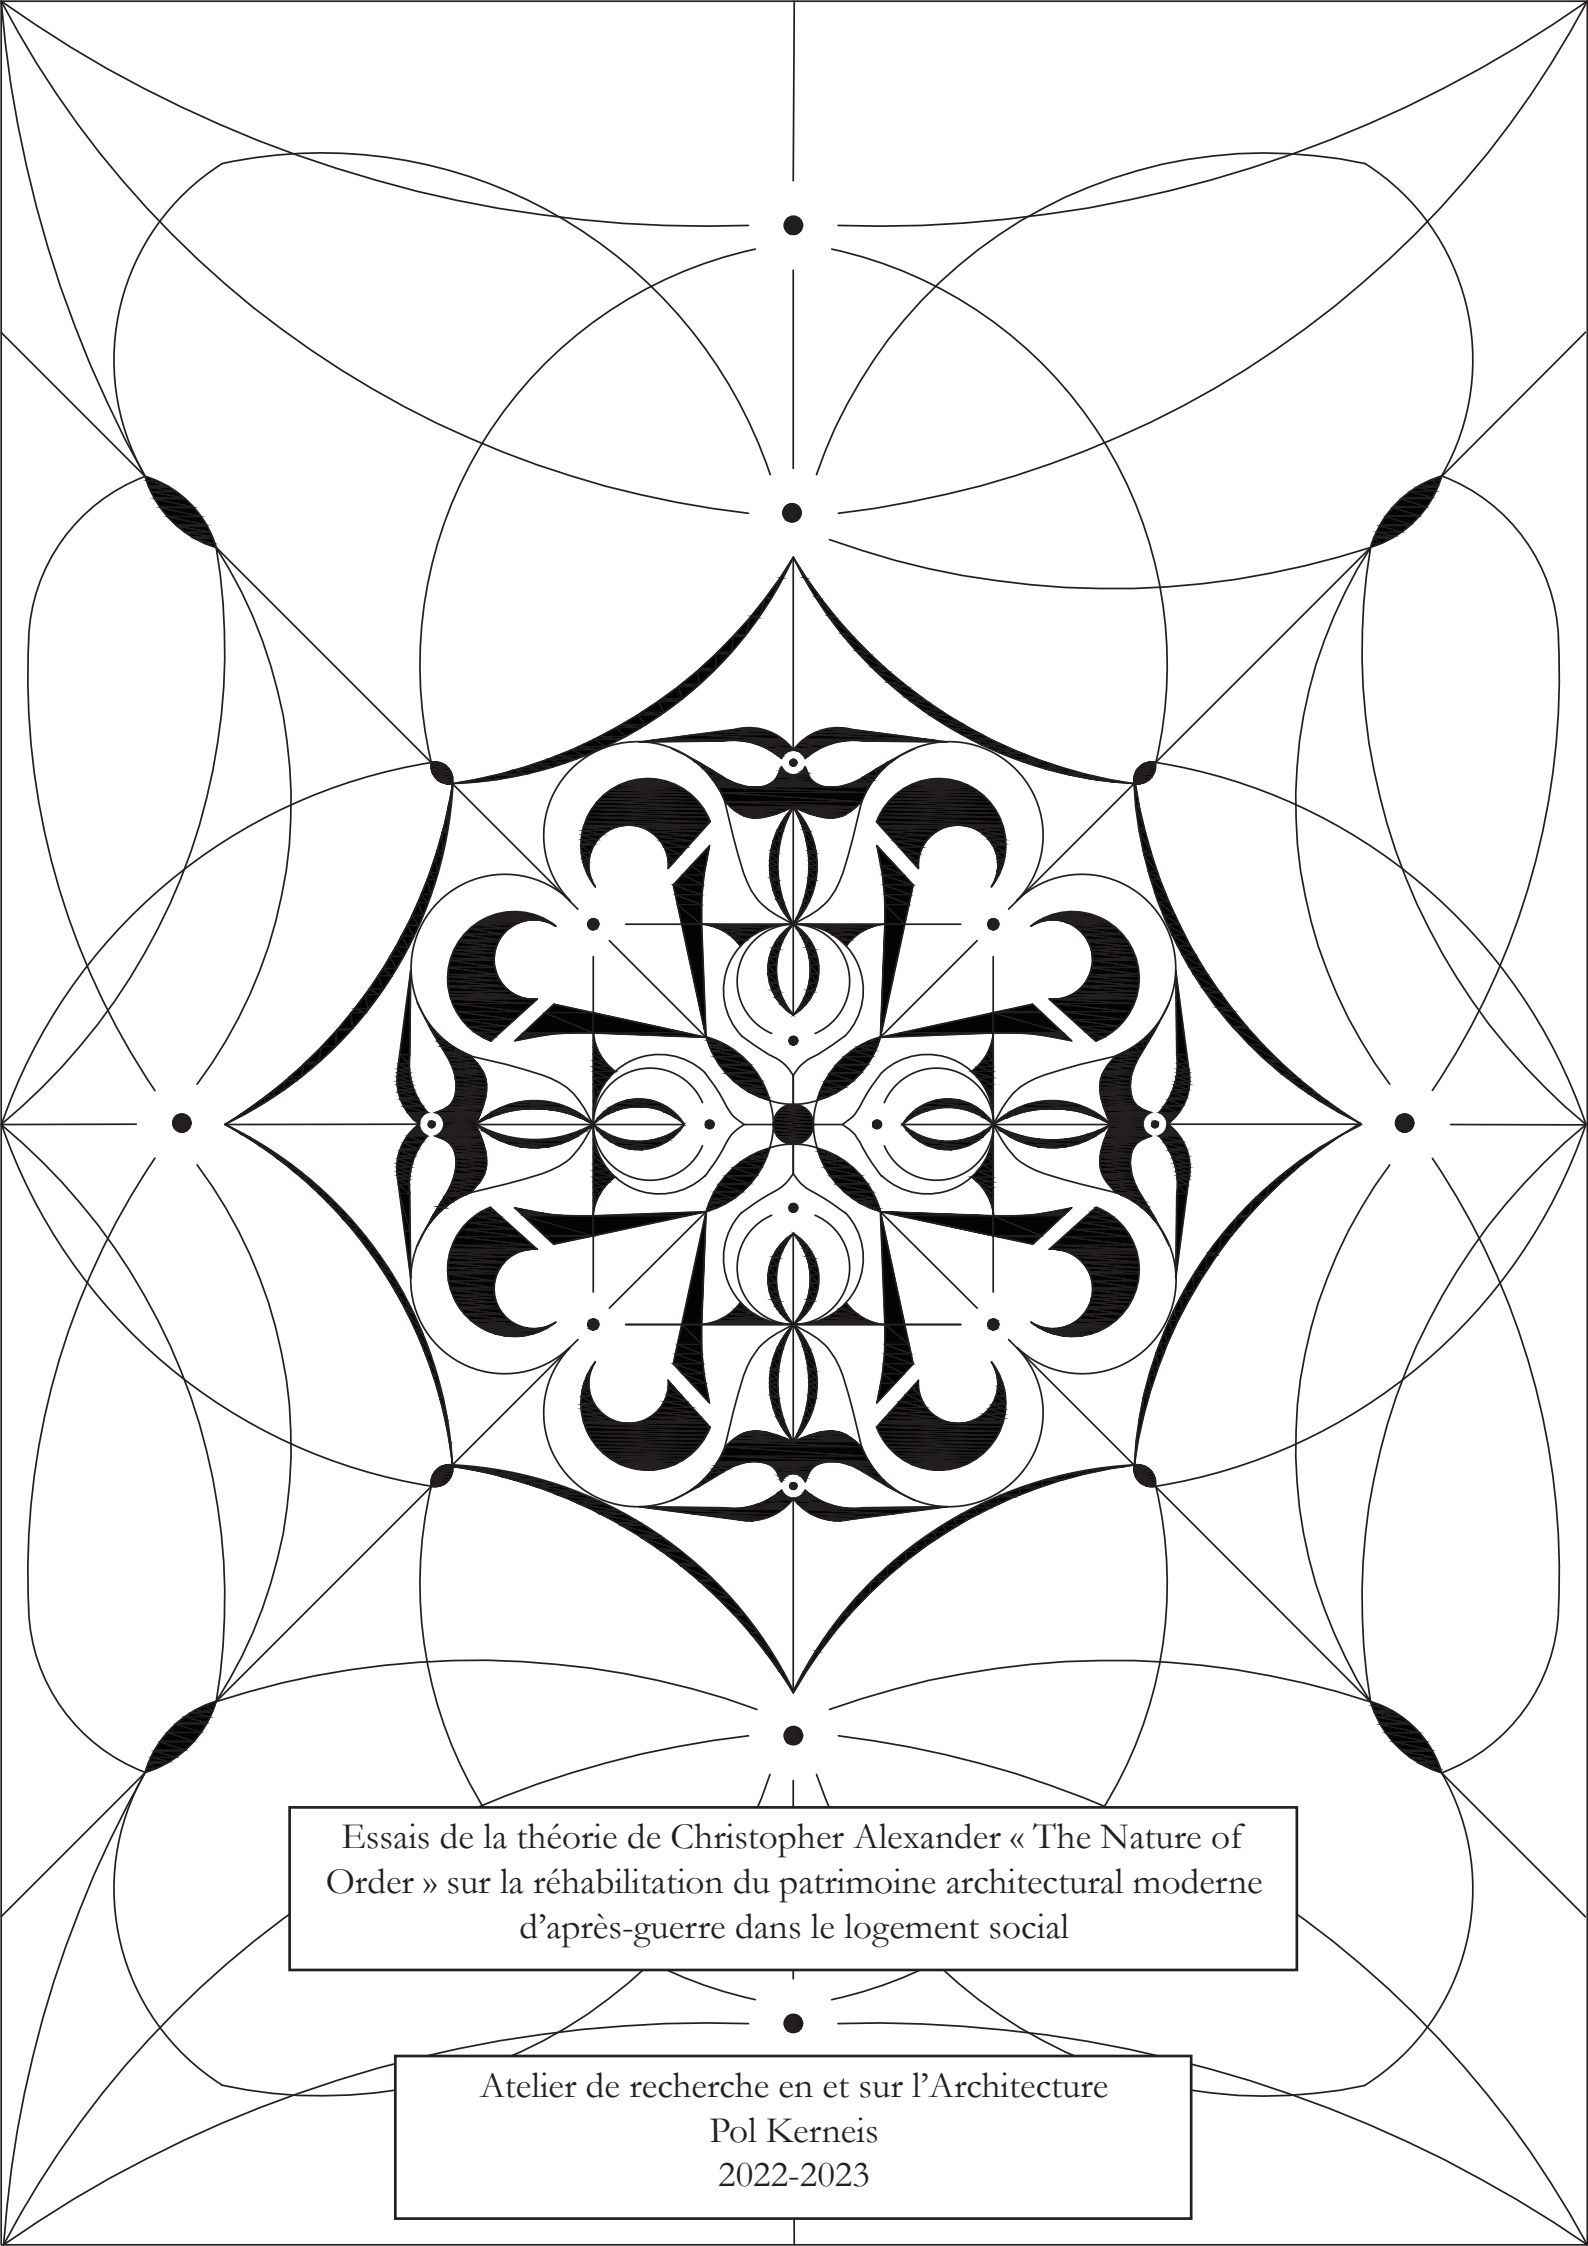 Essais de la théorie de Christopher Alexander « The Nature of
Order » sur la réhabilitation du patrimoine architectural moderne
d’après-guerre dans le logement social
Atelier de recherche en et sur l’Architecture
Pol Kerneis
2022-2023